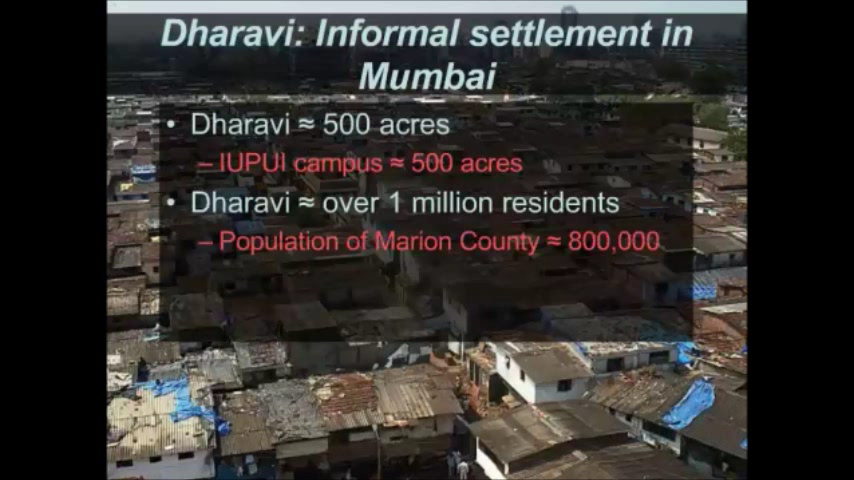 Dharavi: Informal settlement in
Mumbai
• Dharavi ≈ 500 acres
– IUPUI campus ≈ 500 acres
• Dharavi ≈ over 1 million residents
– Population of Marion County ≈ 800,000